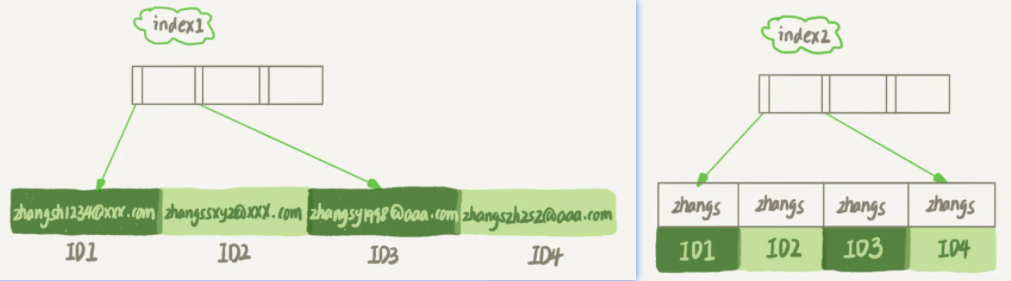 index1
zhangsh1234@xxx.com zhangssxyz@xxx.com zhangsy1998@aaa.com zhangszhzsz@aaa.com
ID1 ID2 ID3 ID4
index2
zhangs zhangs zhangs zhangs
ID1 ID2 ID3 ID4